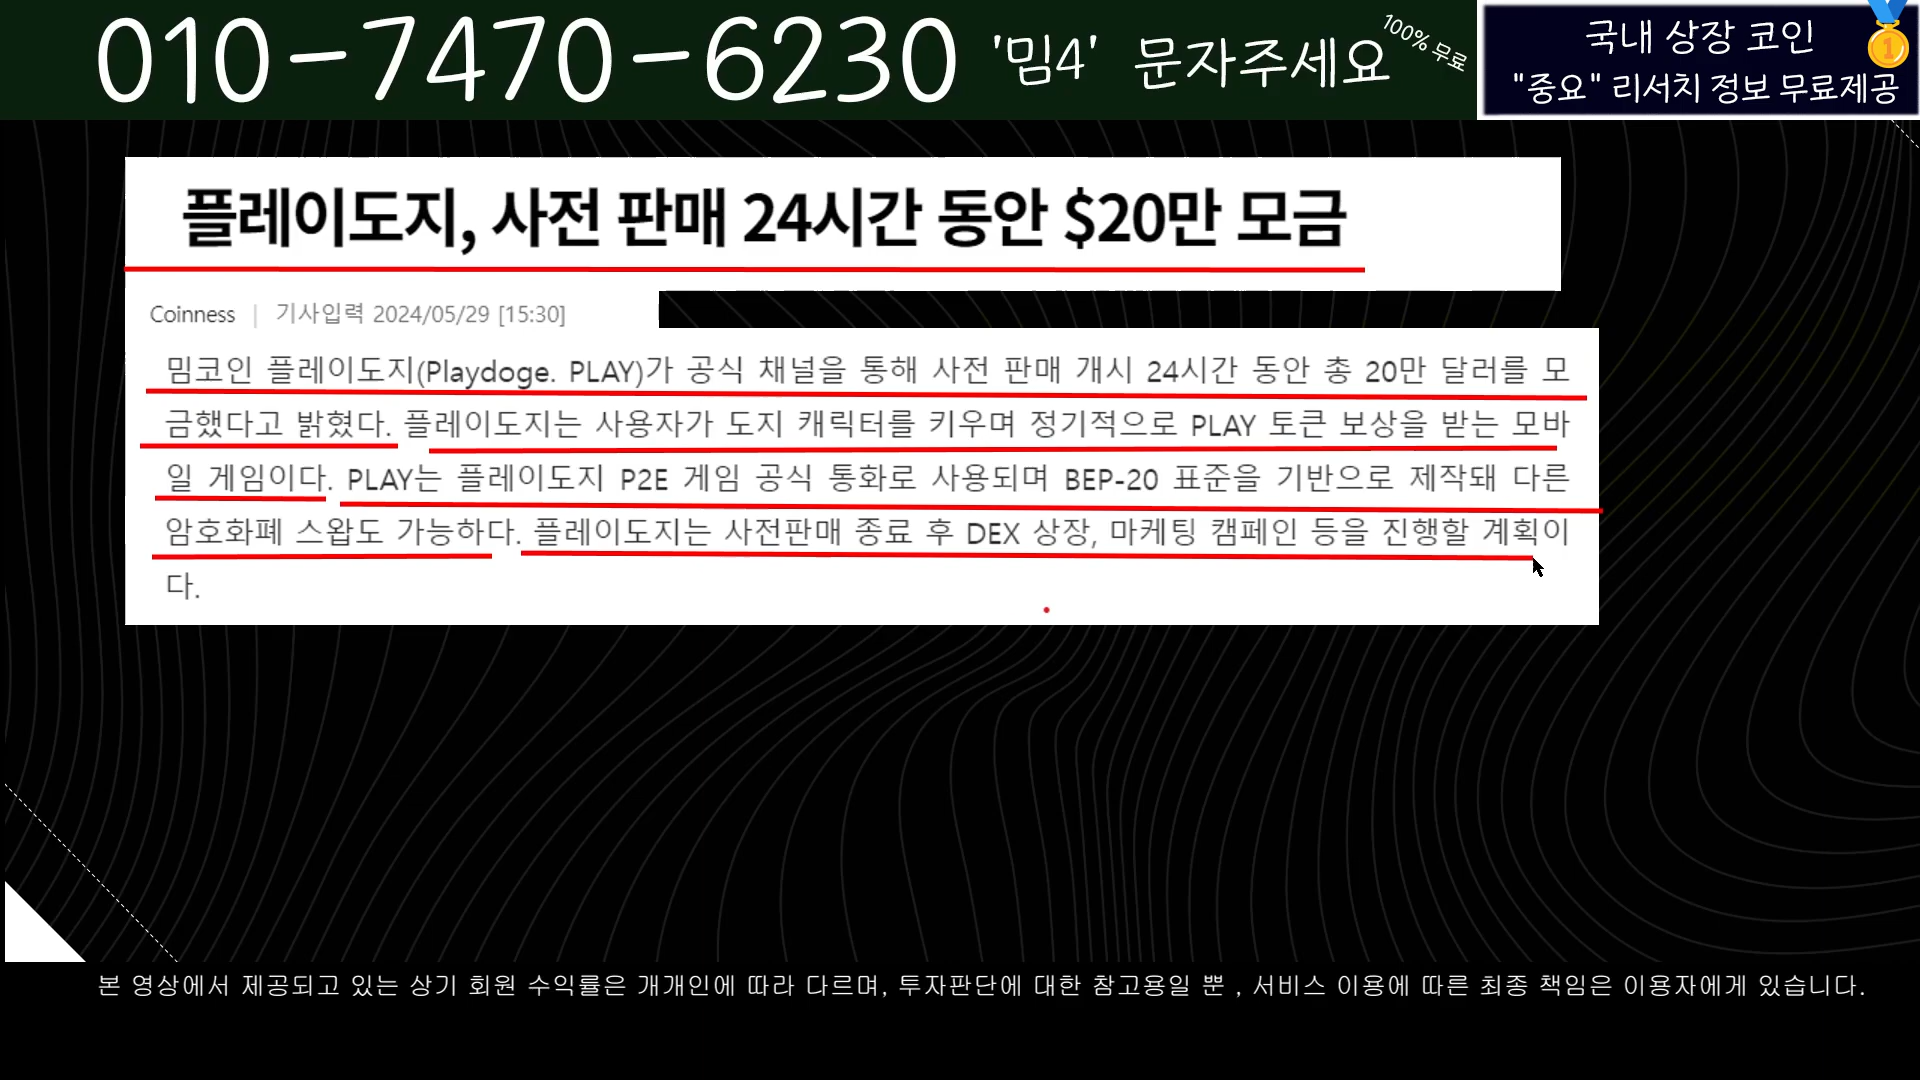 010-7470-6230 '밈4' 문자주세요 100% 무료
국내 상장 코인
"중요" 리서치 정보 무료제공
플레이도지, 사전 판매 24시간 동안 $20만 모금
Coinness | 기사입력 2024/05/29 [15:30]
밈코인 플레이도지(Playdoge. PLAY)가 공식 채널을 통해 사전 판매 개시 24시간 동안 총 20만 달러를 모
금했다고 밝혔다. 플레이도지는 사용자가 도지 캐릭터를 키우며 정기적으로 PLAY 토큰 보상을 받는 모바
일 게임이다. PLAY는 플레이도지 P2E 게임 공식 통화로 사용되며 BEP-20 표준을 기반으로 제작돼 다른
암호화폐 스왑도 가능하다. 플레이도지는 사전판매 종료 후 DEX 상장, 마케팅 캠페인 등을 진행할 계획이
다.
본 영상에서 제공되고 있는 상기 회원 수익률은 개개인에 따라 다르며, 투자판단에 대한 참고용일 뿐 , 서비스 이용에 따른 최종 책임은 이용자에게 있습니다.